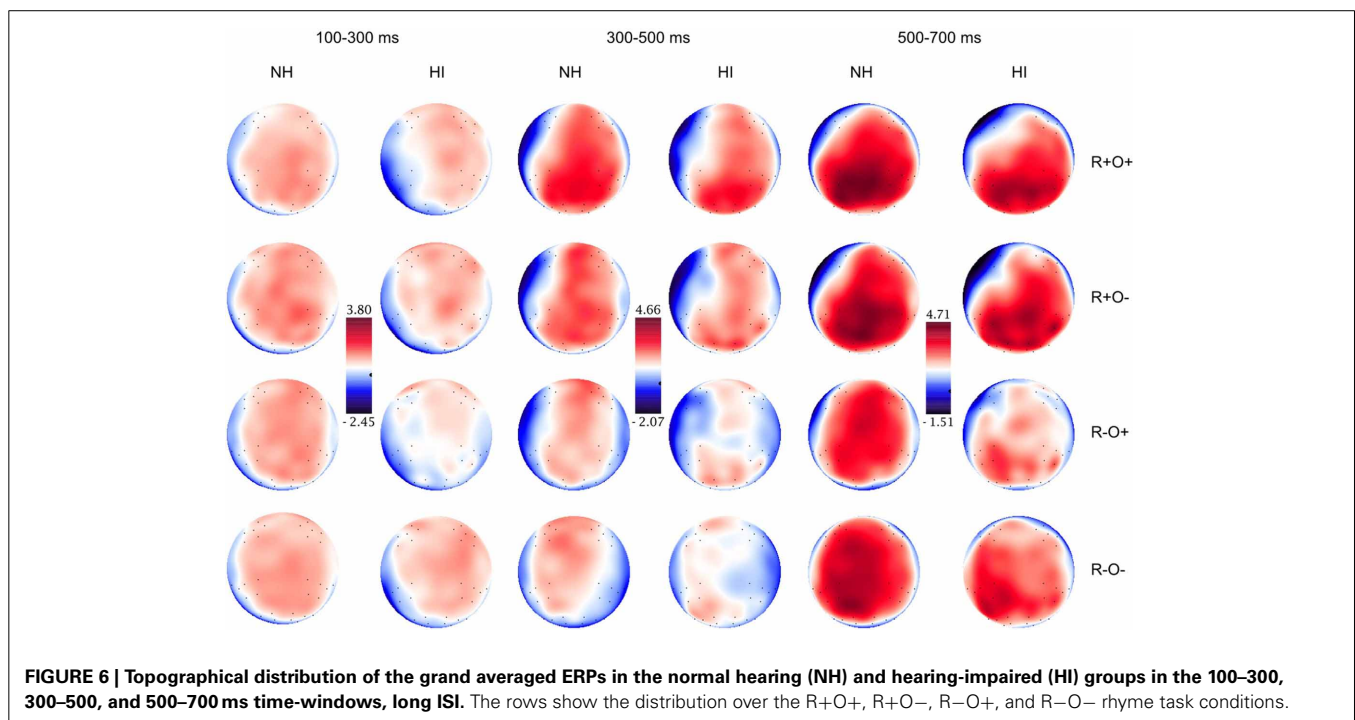 100-300 ms 300-500 ms 500-700 ms
NH HI NH HI NH HI
R+O+
R+O-
3.80 4.66 4.71
- 2.45 - 2.07 - 1.51
R-O+
R-O-
FIGURE 6 | Topographical distribution of the grand averaged ERPs in the normal hearing (NH) and hearing-impaired (HI) groups in the 100–300,
300–500, and 500–700 ms time-windows, long ISI. The rows show the distribution over the R+O+, R+O−, R−O+, and R−O− rhyme task conditions.